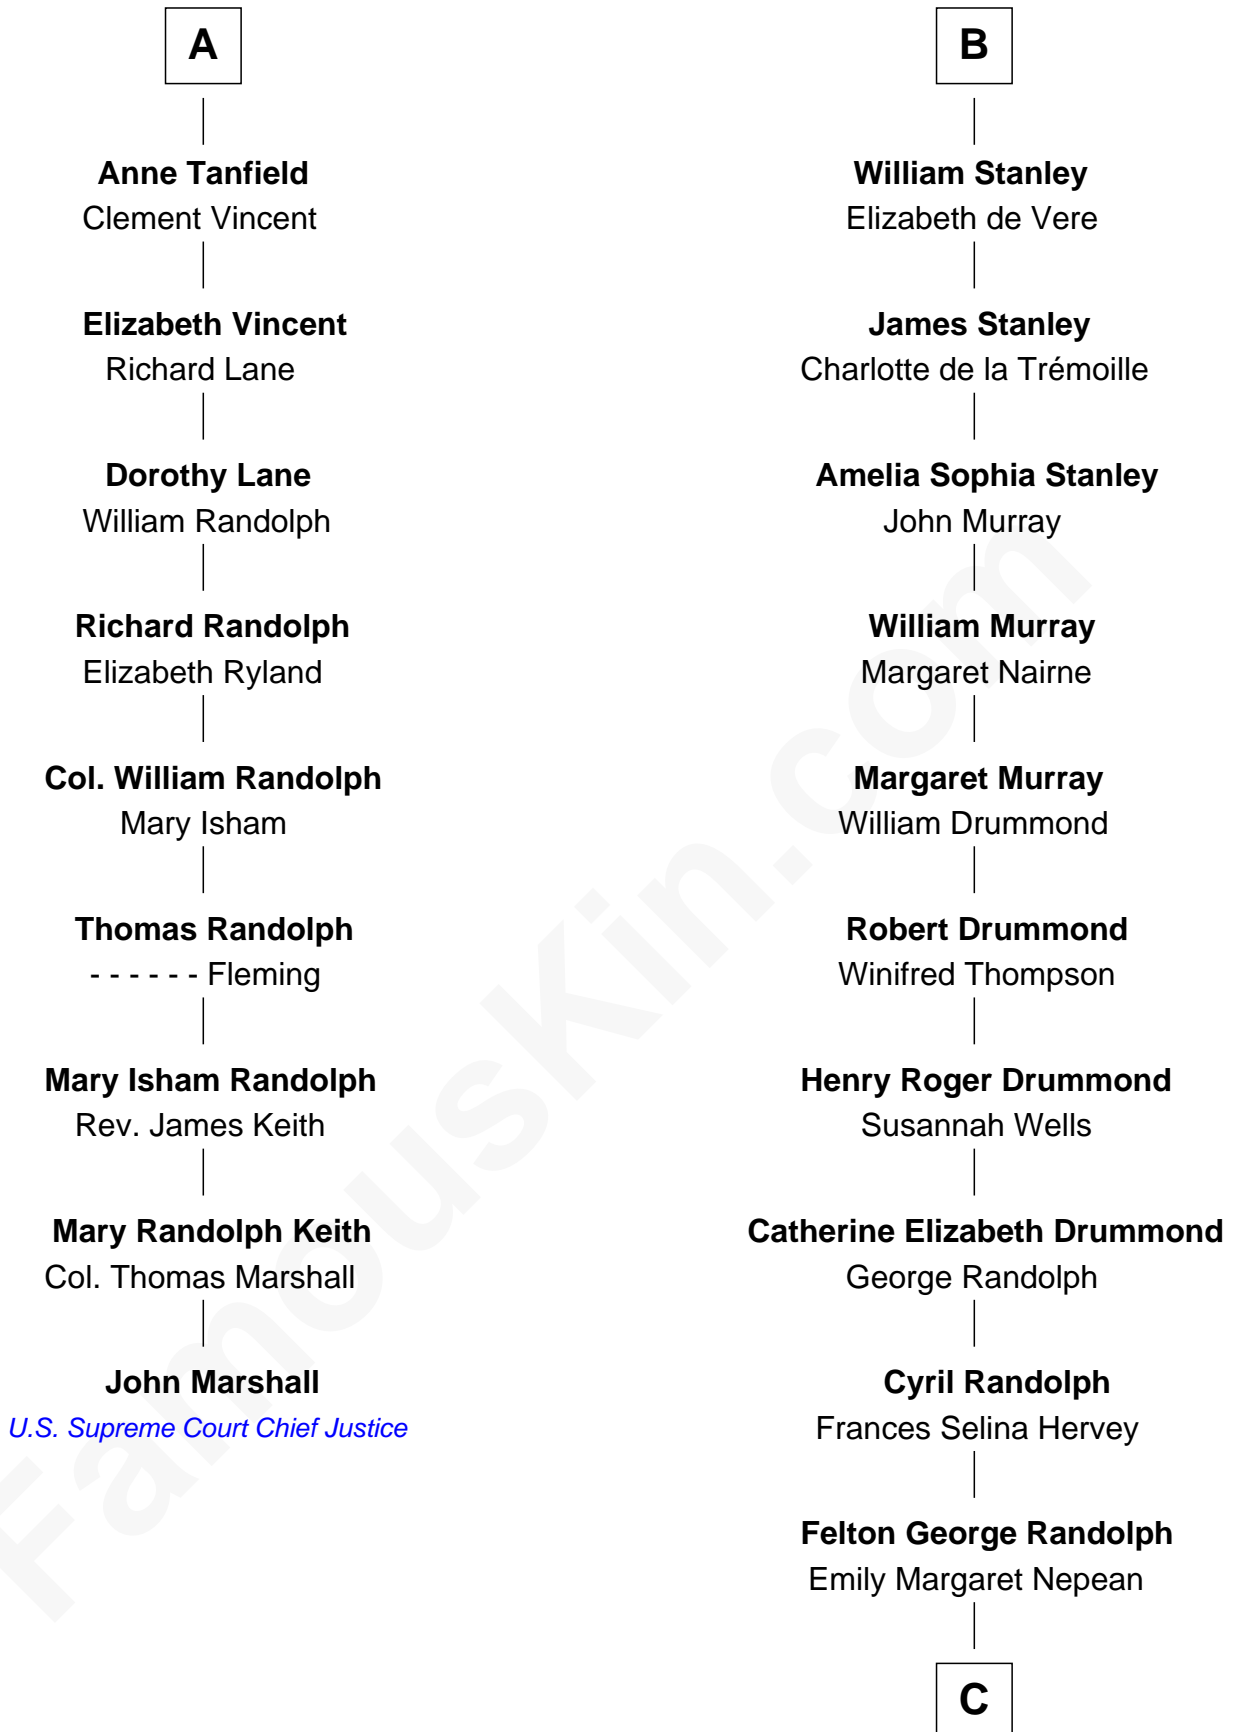 A
Anne Tanfield
Clement Vincent
Elizabeth Vincent
Richard Lane
Dorothy Lane
William Randolph
Richard Randolph
Elizabeth Ryland
Col. William Randolph
Mary Isham
Thomas Randolph
- - - - - - Fleming
Mary Isham Randolph
Rev. James Keith
Mary Randolph Keith
Col. Thomas Marshall
John Marshall
U.S. Supreme Court Chief Justice
B
William Stanley
Elizabeth de Vere
James Stanley
Charlotte de la Trémoille
Amelia Sophia Stanley
John Murray
William Murray
Margaret Nairne
Margaret Murray
William Drummond
Robert Drummond
Winifred Thompson
Henry Roger Drummond
Susannah Wells
Catherine Elizabeth Drummond
George Randolph
Cyril Randolph
Frances Selina Hervey
Felton George Randolph
Emily Margaret Nepean
C
FamousKin.com